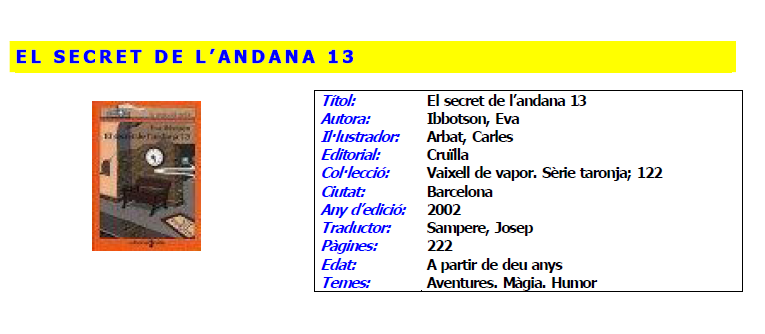 EL SECRET DE L’ANDANA 13
El secret de l'andana 13
Títol: El secret de l’andana 13
Autora: Ibbotson, Eva
Il·lustrador: Arbat, Carles
Editorial: Cruïlla
Col·lecció: Vaixell de vapor. Sèrie taronja; 122
Ciutat: Barcelona
Any d’edició: 2002
Traductor: Sampere, Josep
Pàgines: 222
Edat: A partir de deu anys
Temes: Aventures. Màgia. Humor